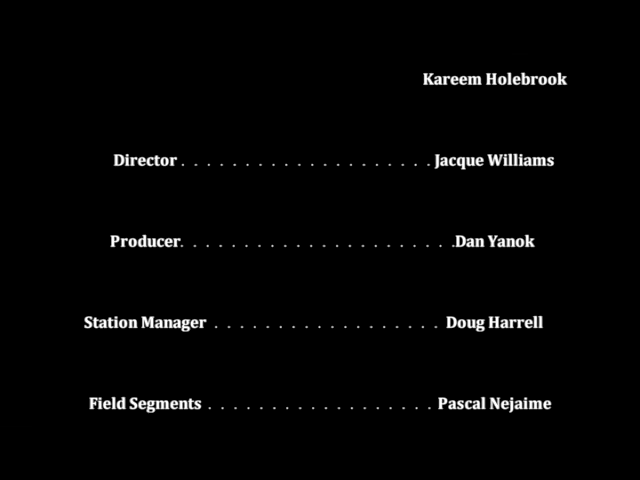 Kareem Holebrook
Director . . . . . . . . . . . . . . . . . . . . Jacque Williams
Producer. . . . . . . . . . . . . . . . . . . . . .Dan Yanok
Station Manager . . . . . . . . . . . . . . . . . . Doug Harrell
Field Segments . . . . . . . . . . . . . . . . . . Pascal Nejaime